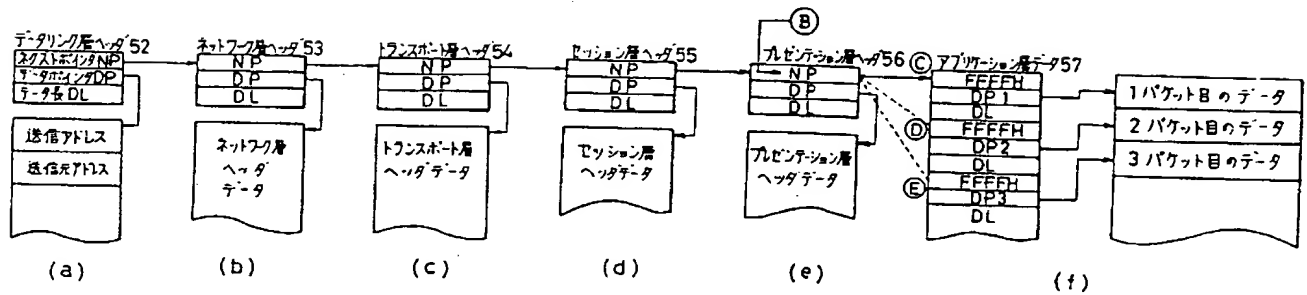 データリンク層ヘッダ52
ネクストポインタNP
データポインタDP
データ長DL
送信アドレス
送信元アドレス
(a)
ネットワーク層ヘッダ53
NP
DP
DL
ネットワーク層
ヘッダ
データ
(b)
トランスポート層ヘッダ54
NP
DP
DL
トランスポート層
ヘッダデータ
(c)
セッション層ヘッダ55
NP
DP
DL
セッション層
ヘッダデータ
(d)
B
プレゼンテーション層ヘッダ56
NP
DP
DL
プレゼンテーション層
ヘッダデータ
(e)
C
D
E
アプリケーション層データ57
FFFFH
DP1
DL
FFFFH
DP2
DL
FFFFH
DP3
DL
1パケット目のデータ
2パケット目のデータ
3パケット目のデータ
(f)